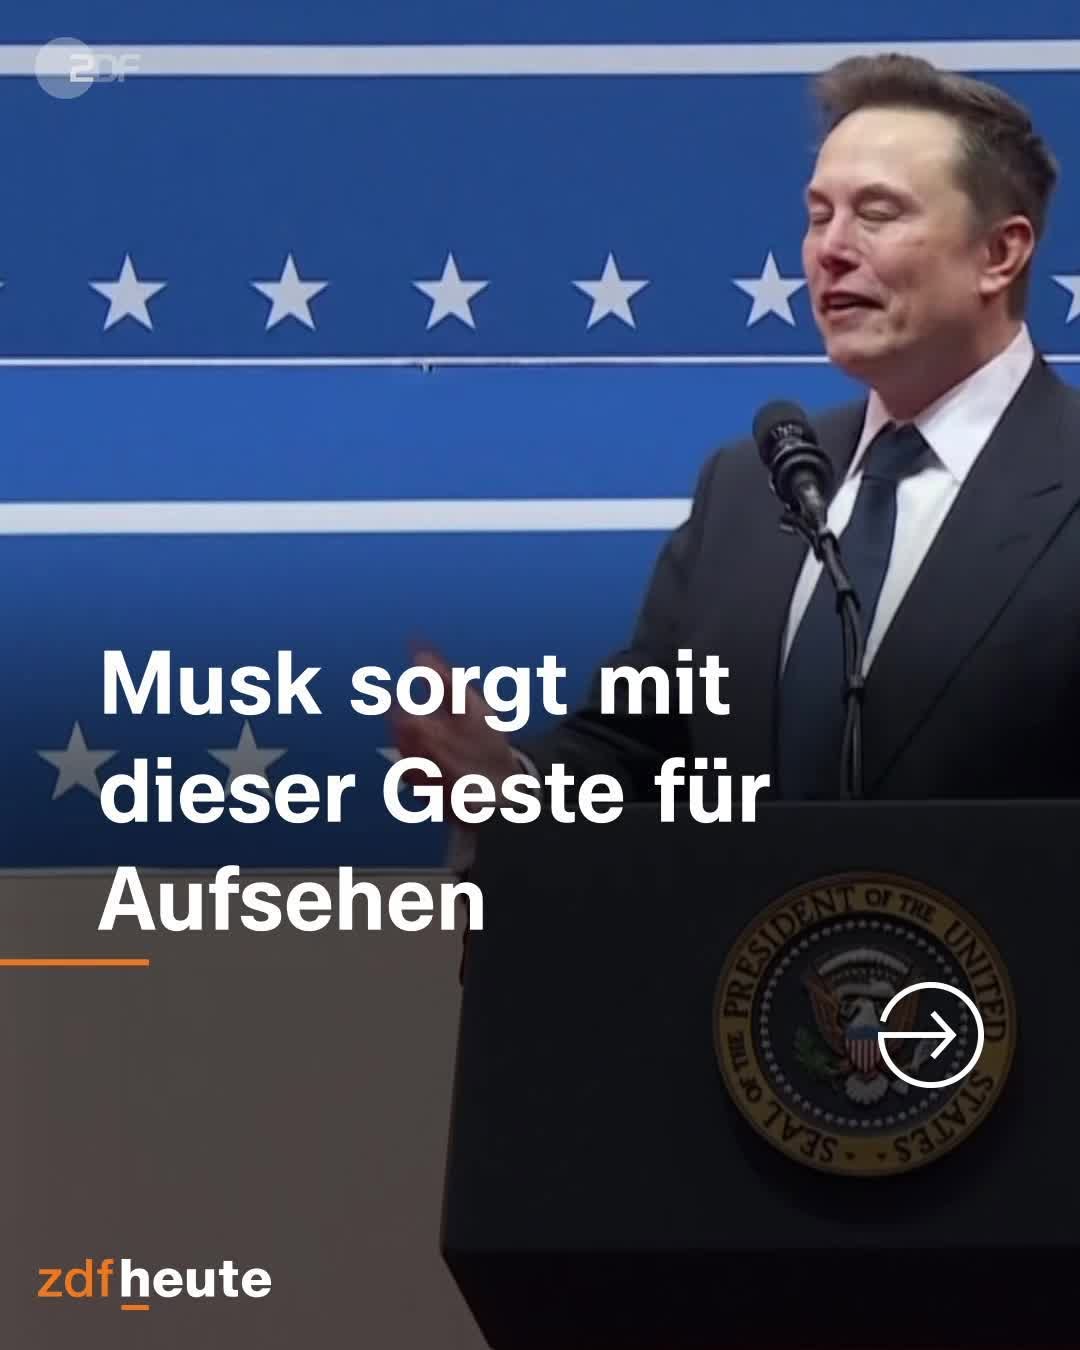 ZDF
Musk sorgt mit
dieser Geste für
Aufsehen
SEAL OF THE PRESIDENT OF THE UNITED STATES
zdfheute